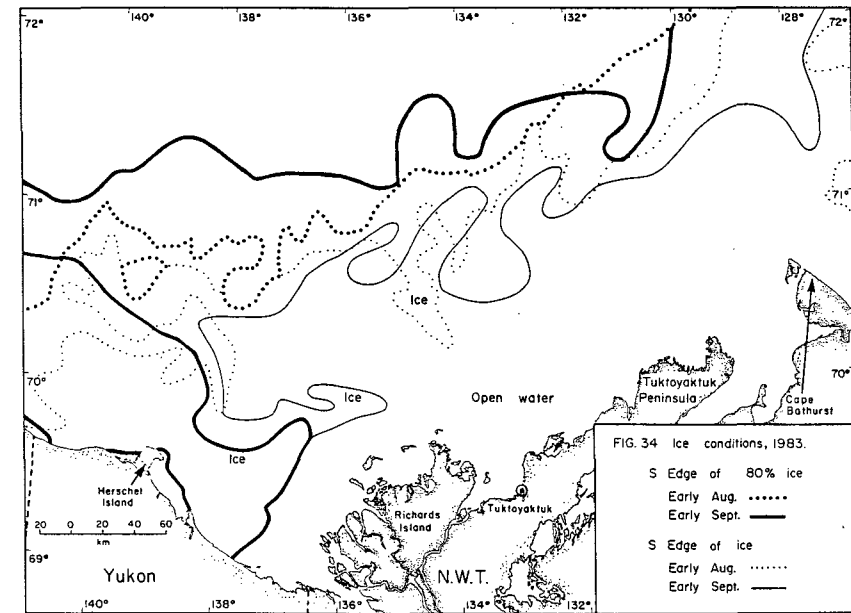 72° 140° 138° 136° 134° 132° 130° 128° 72°
71° 71°
Ice
70° 70°
Ice
Open water
Tuktoyaktuk
Peninsula
Cape
Bathurst
Ice
Herschel
Island
20 0 20 40 60
km
Richards
Island
Tuktoyaktuk
69°
Yukon
N.W.T.
140° 138° 136° 134° 132°
FIG. 34 Ice conditions, 1983.
S Edge of 80% ice
Early Aug.
Early Sept.
S Edge of ice
Early Aug.
Early Sept.